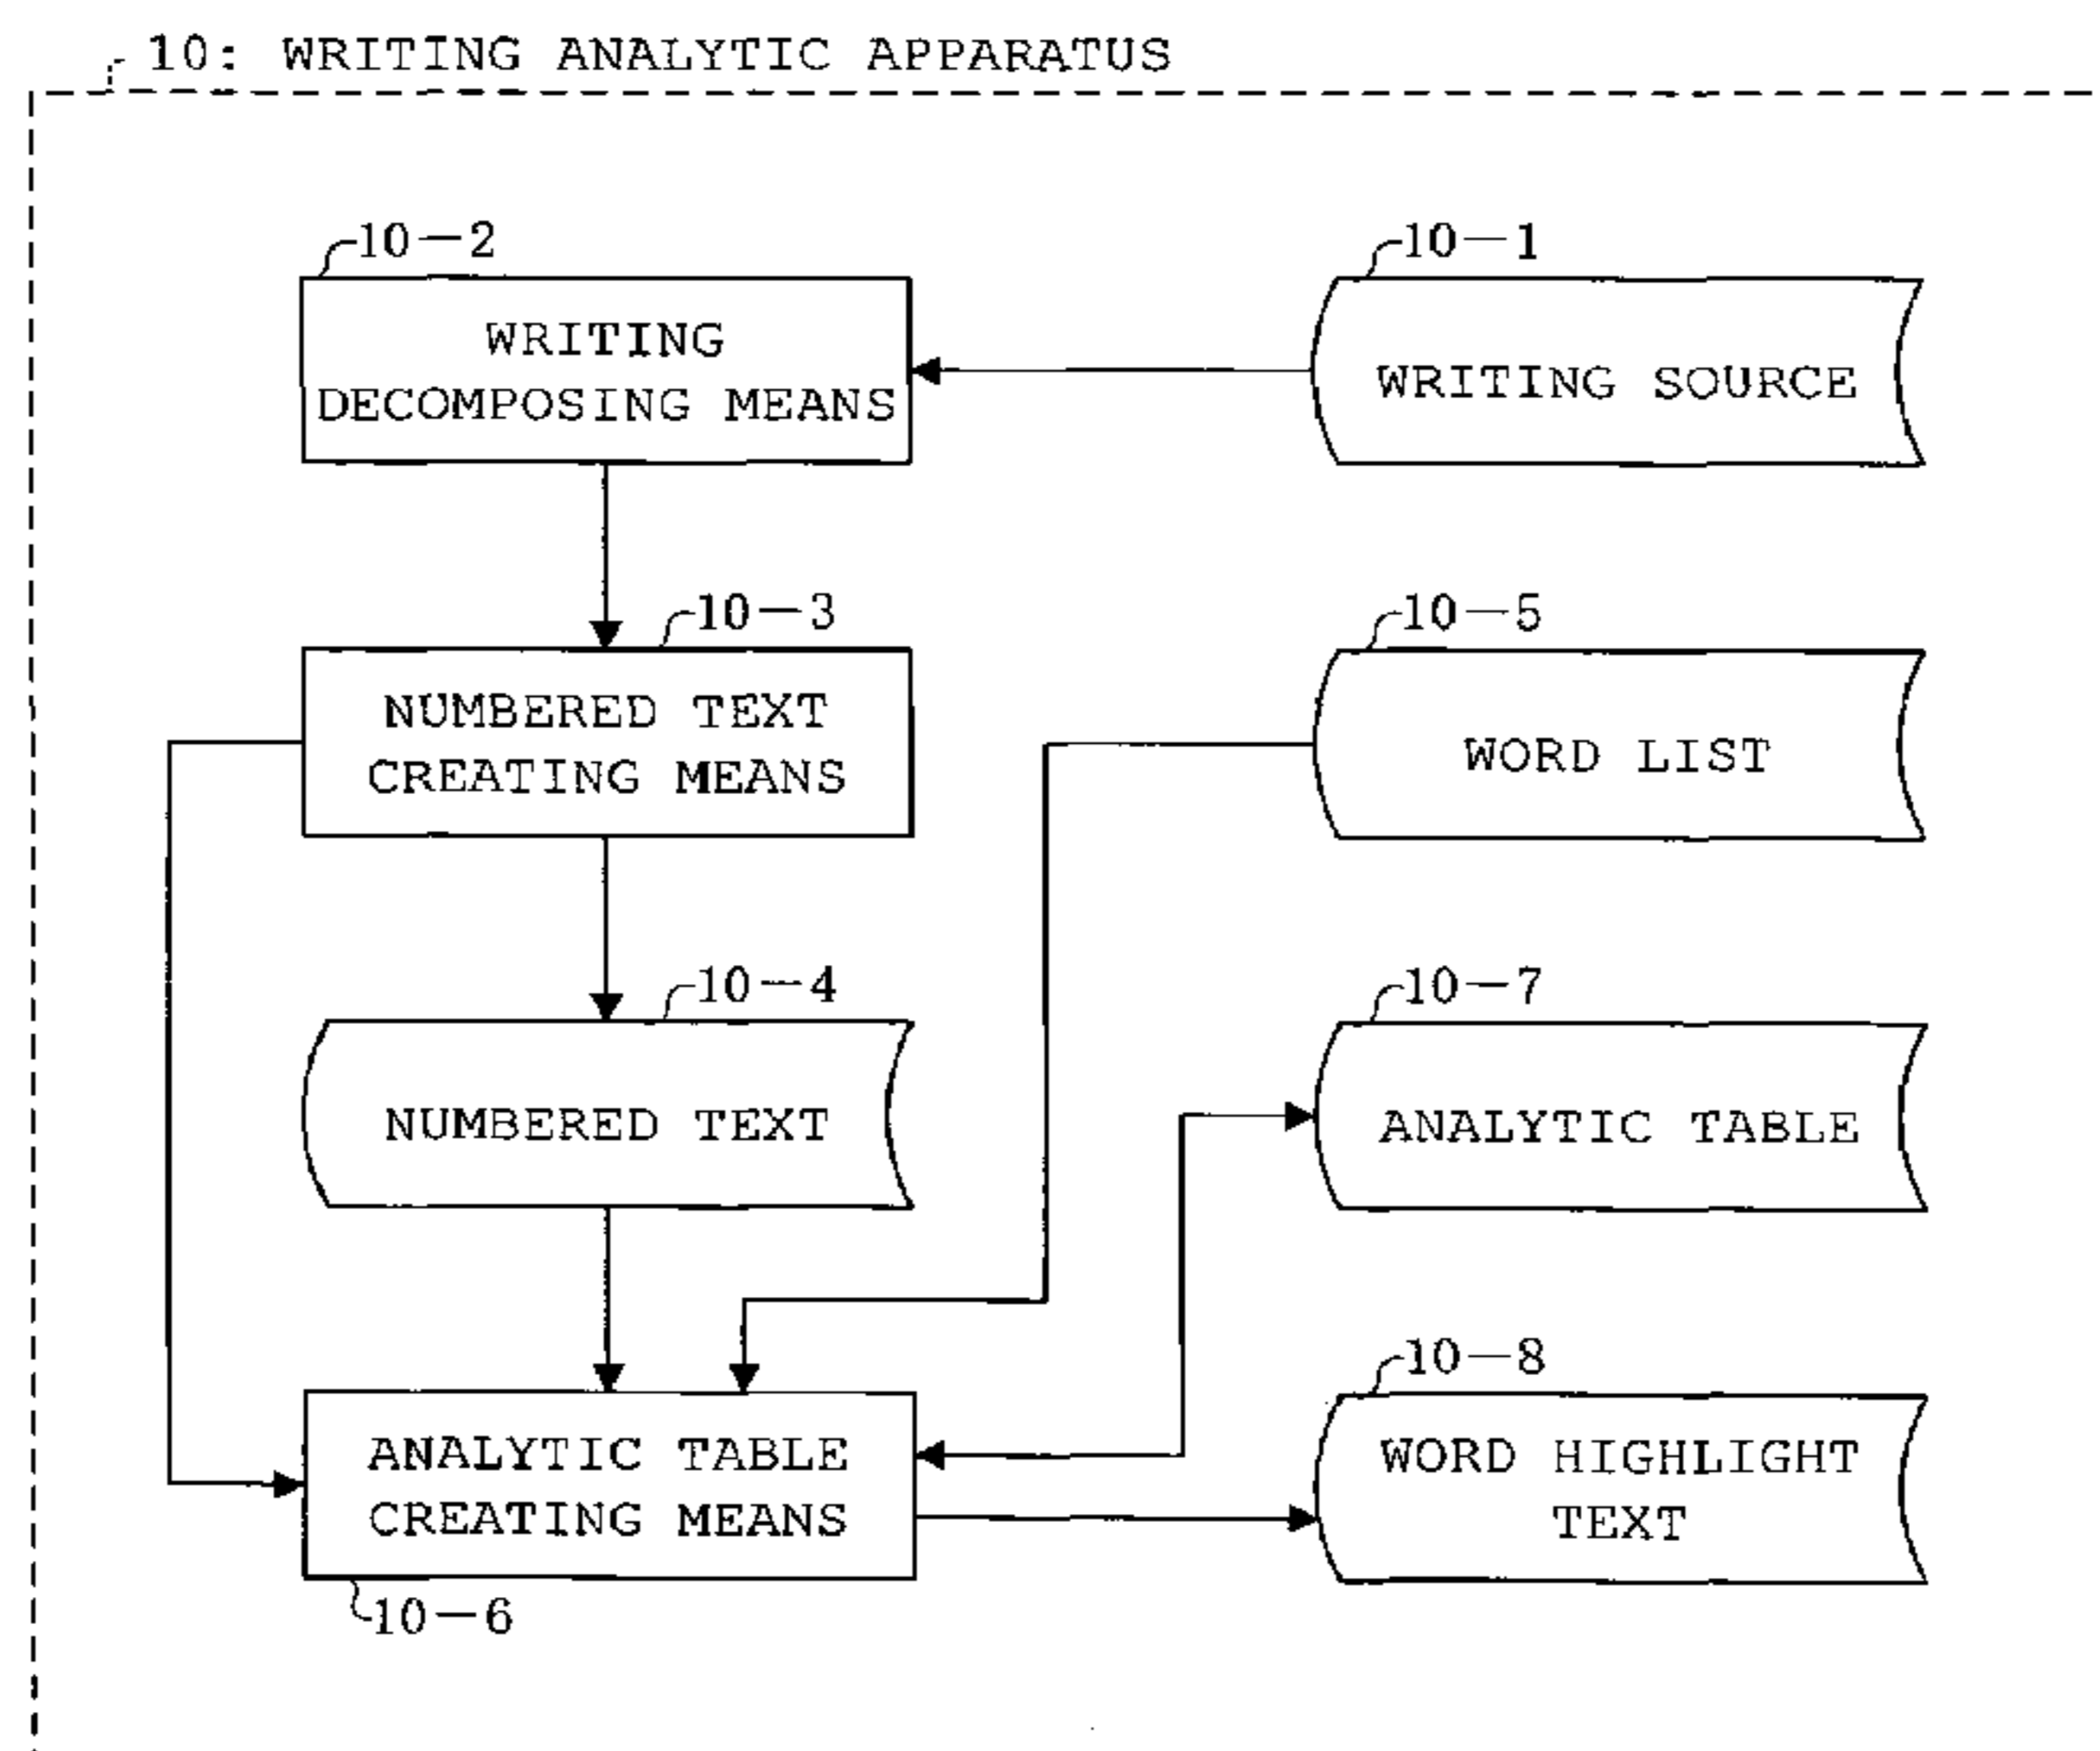 10: WRITING ANALYTIC APPARATUS
10-2
WRITING
DECOMPOSING MEANS
10-1
WRITING SOURCE
10-3
NUMBERED TEXT
CREATING MEANS
10-5
WORD LIST
10-4
NUMBERED TEXT
10-7
ANALYTIC TABLE
ANALYTIC TABLE
CREATING MEANS
10-6
10-8
WORD HIGHLIGHT
TEXT